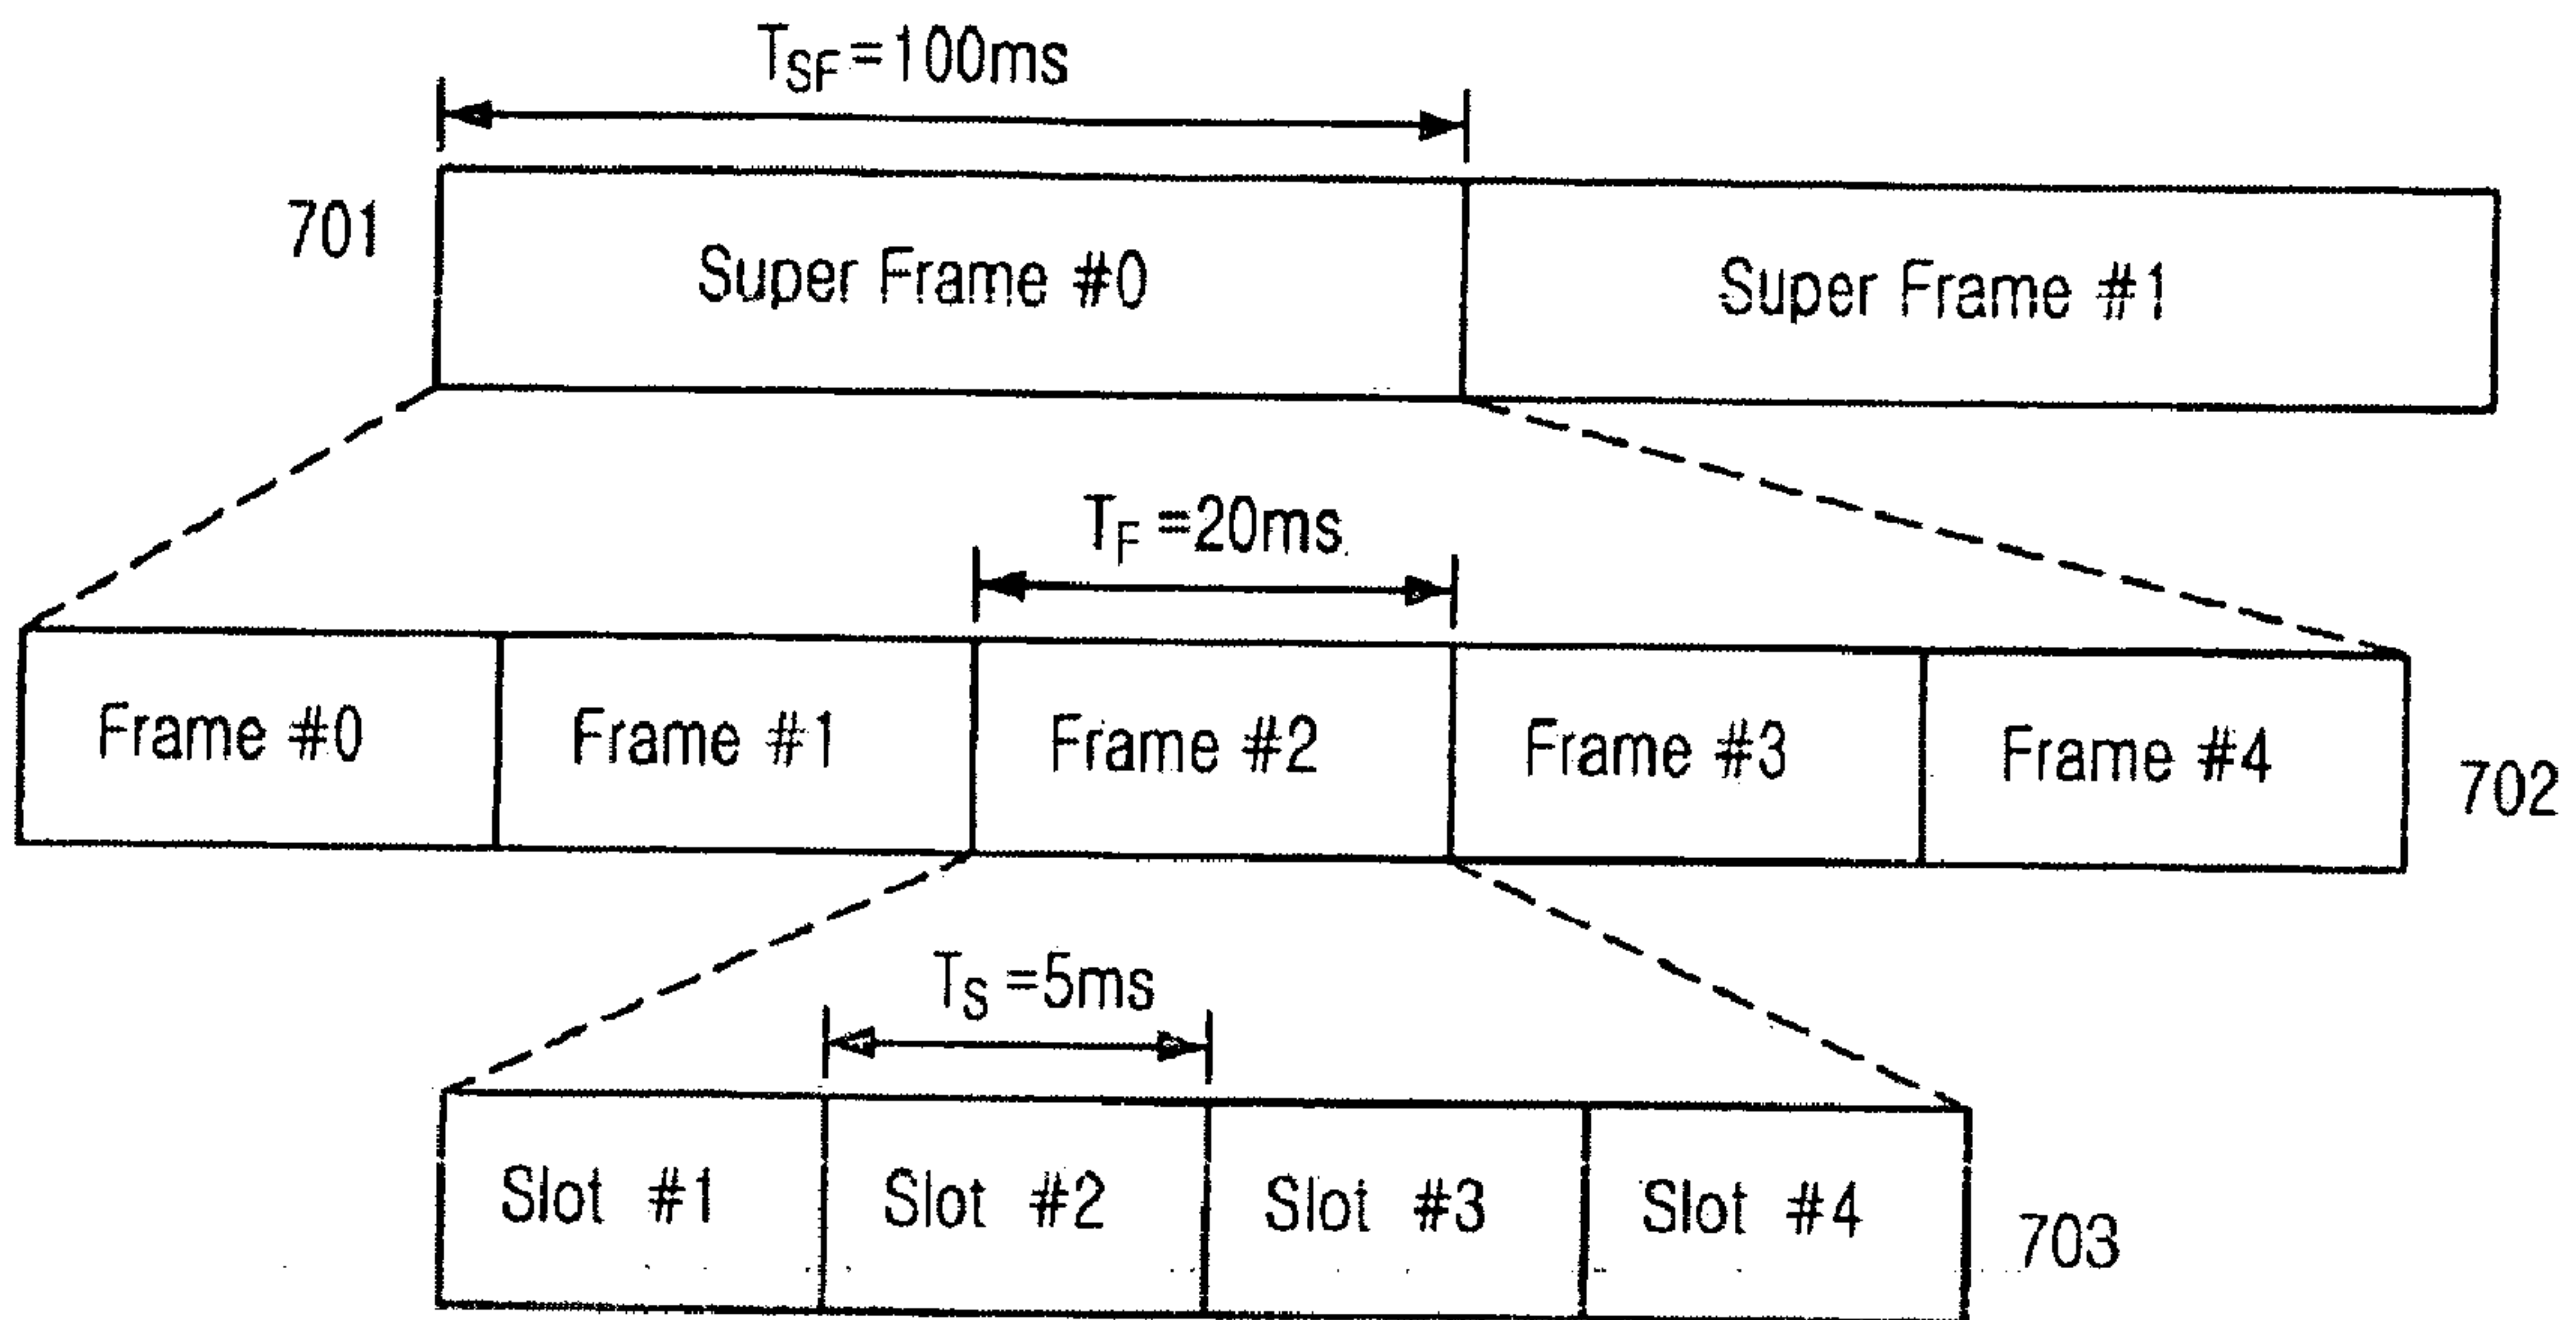 T_SF=100ms
701
Super Frame #0
Super Frame #1
T_F=20ms
Frame #0
Frame #1
Frame #2
Frame #3
Frame #4
702
T_S=5ms
Slot #1
Slot #2
Slot #3
Slot #4
703